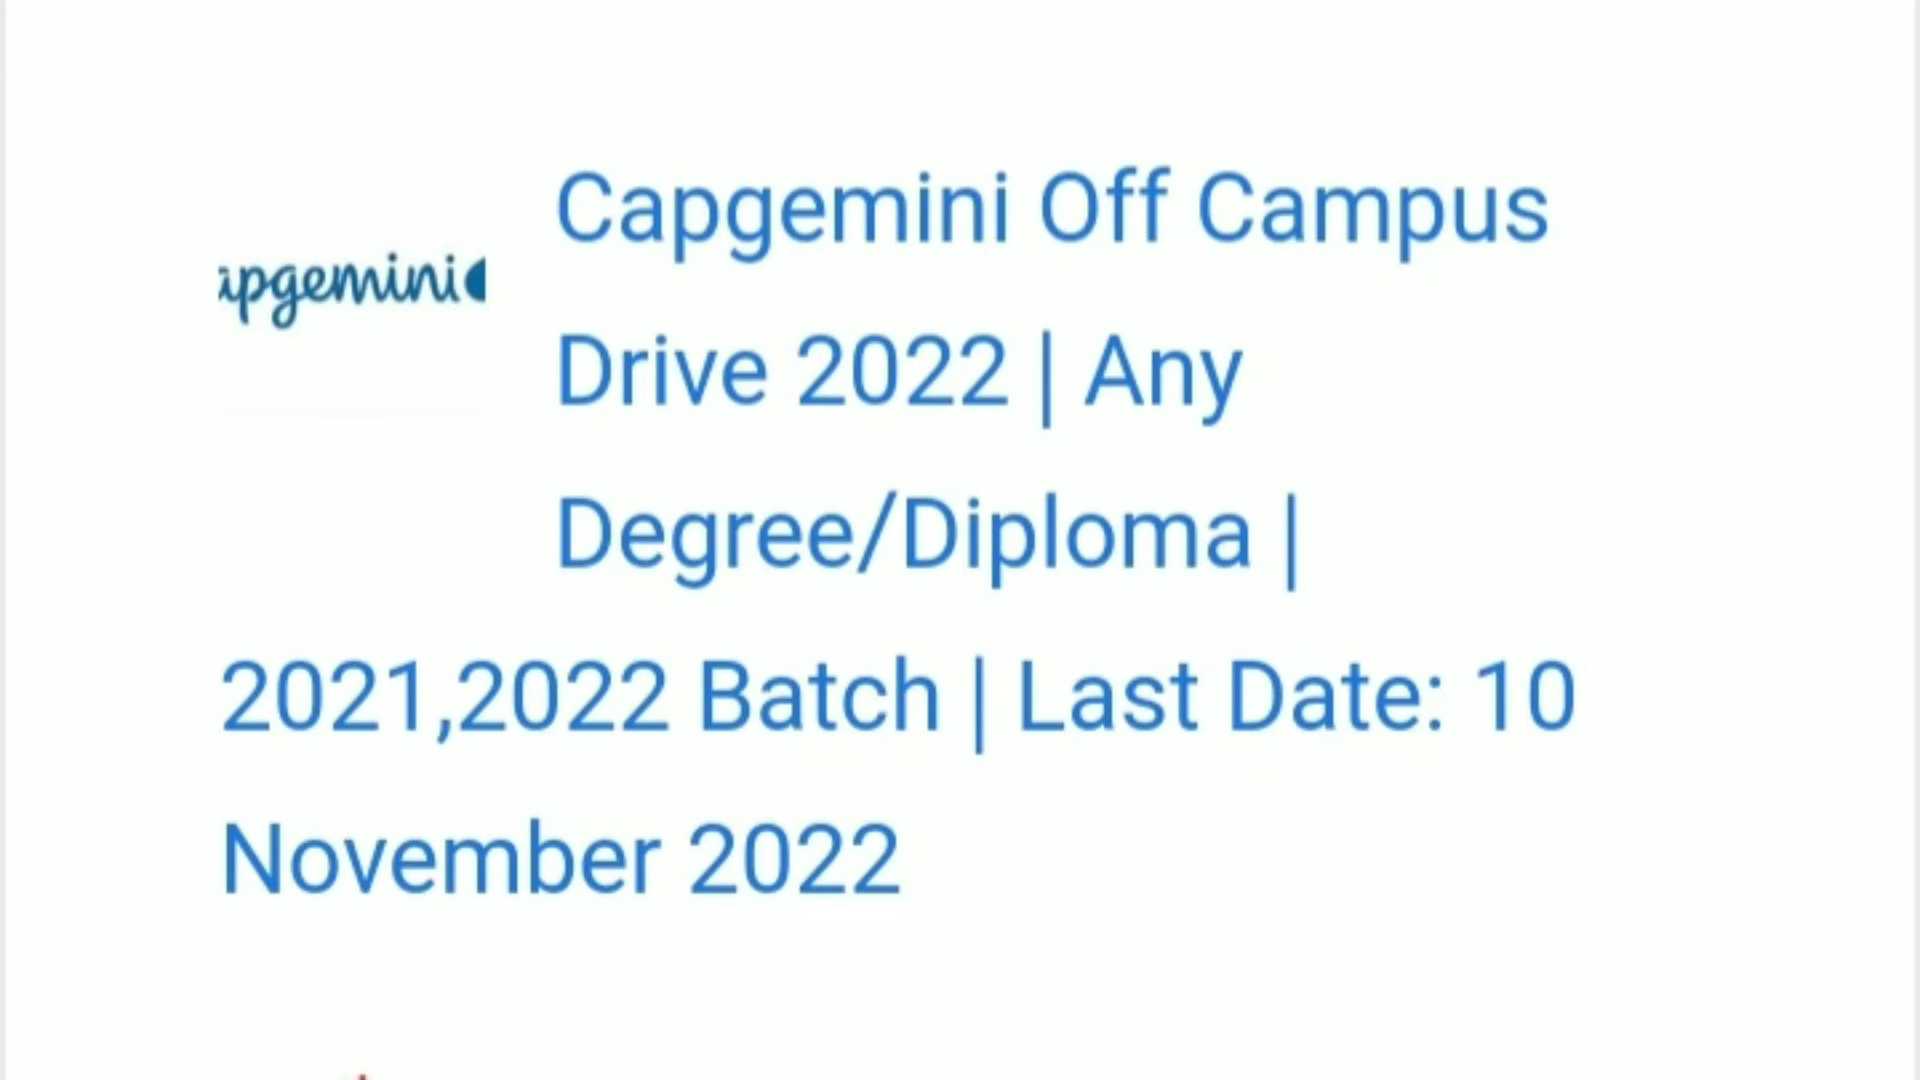 Capgemini Off Campus
apgemini
Drive 2022 | Any
Degree/Diploma |
2021,2022 Batch | Last Date: 10
November 2022